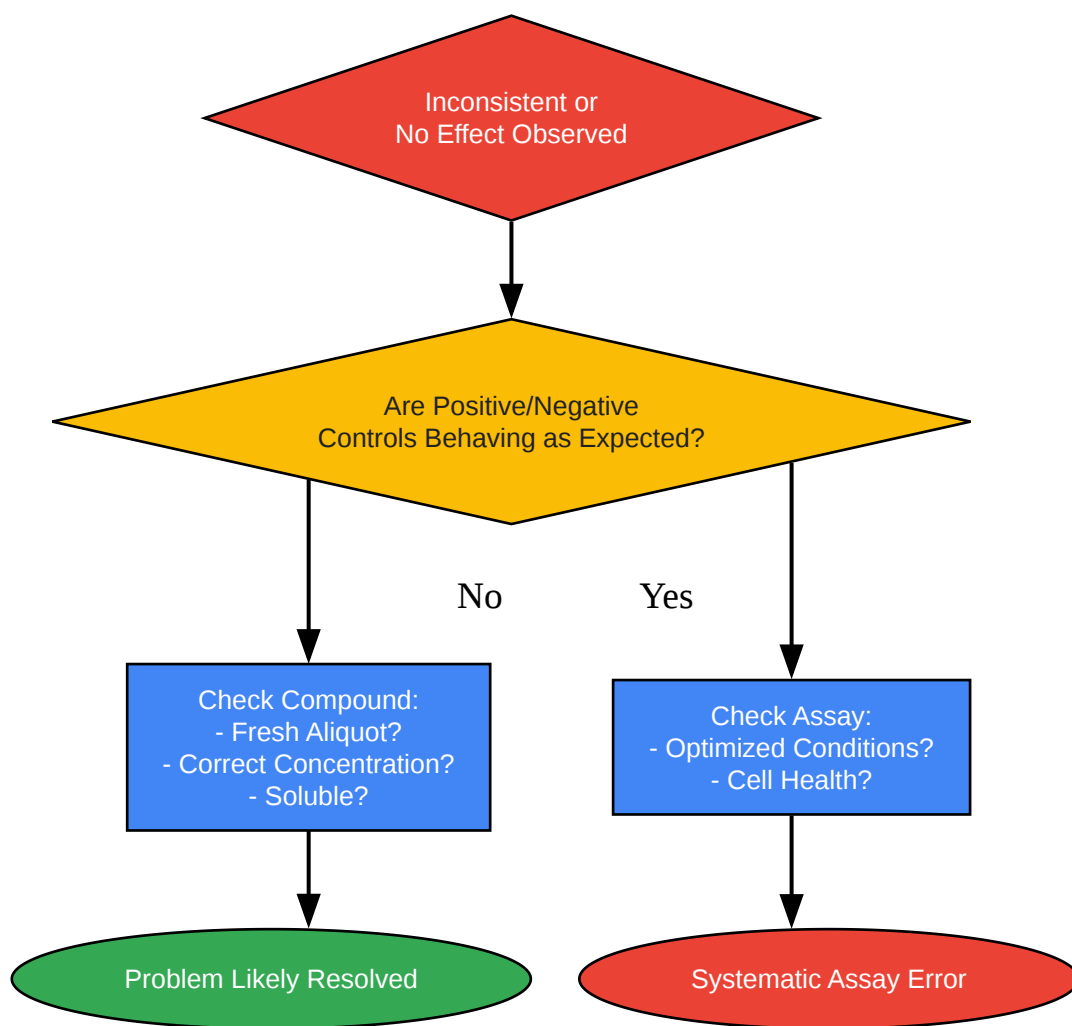 Inconsistent or
No Effect Observed
Are Positive/Negative
Controls Behaving as Expected?
No
Yes
Check Compound:
- Fresh Aliquot?
- Correct Concentration?
- Soluble?
Check Assay:
- Optimized Conditions?
- Cell Health?
Problem Likely Resolved
Systematic Assay Error